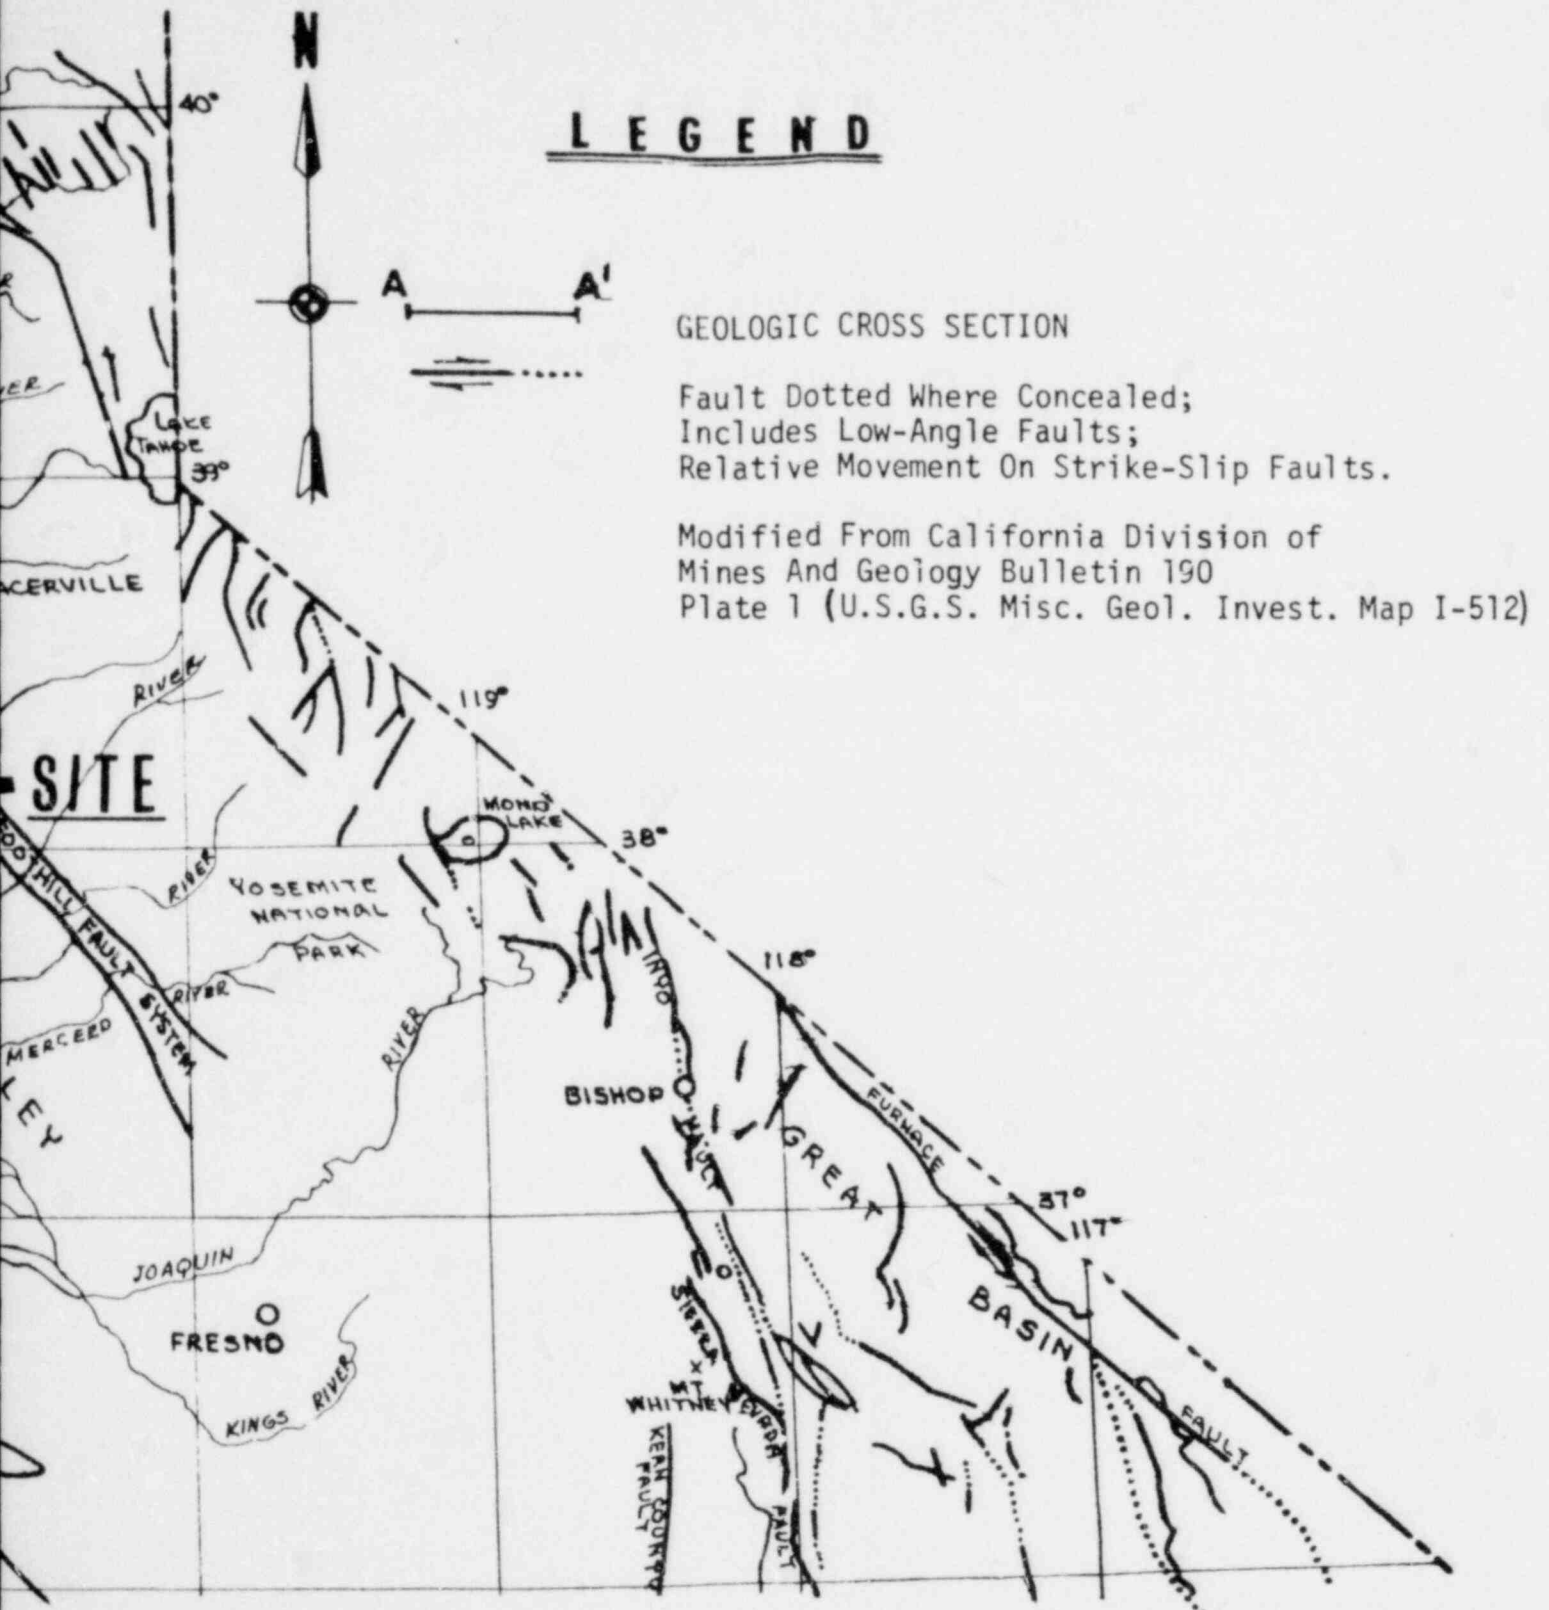 N
40°
LEGEND
A A'
GEOLOGIC CROSS SECTION
Fault Dotted Where Concealed;
Includes Low-Angle Faults;
Relative Movement On Strike-Slip Faults.
Modified From California Division of
Mines And Geology Bulletin 190
Plate 1 (U.S.G.S. Misc. Geol. Invest. Map I-512)
LAKE
TAHOE
39°
ACERVILLE
RIVER
119°
SITE
MONO
LAKE
38°
RIVER
YOSEMITE
NATIONAL
PARK
FOOTHILL FAULT SYSTEM
RIVER
MERCED
RIVER
INYO
118°
BISHOP
FAULT
LEY
GREAT
FURNACE
37°
117°
JOAQUIN
FRESNO
KINGS RIVER
SIERRA
MT
WHITNEY
NEVADA
FAULT
BASIN
FAULT
KERN COUNTY
FAULT